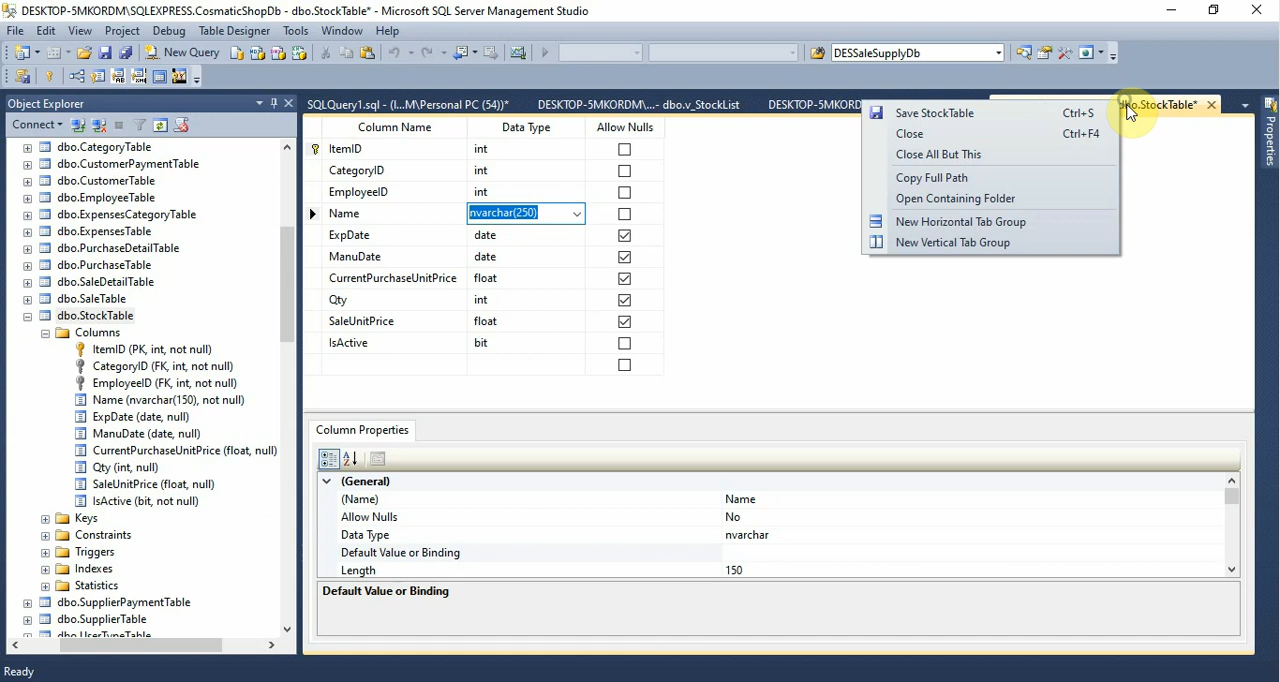 DESKTOP-5MKORDM\SQLEXPRESS.CosmaticShopDb - dbo.StockTable* - Microsoft SQL Server Management Studio
File Edit View Project Debug Table Designer Tools Window Help
New Query DESSaleSupplyDb
Object Explorer
SQLQuery1.sql - (l...M\Personal PC (54))* DESKTOP-5MKORDM\...- dbo.v_StockList DESKTOP-5MKORD dbo.StockTable*
Connect
dbo.CategoryTable
dbo.CustomerPaymentTable
dbo.CustomerTable
dbo.EmployeeTable
dbo.ExpensesCategoryTable
dbo.ExpensesTable
dbo.PurchaseDetailTable
dbo.PurchaseTable
dbo.SaleDetailTable
dbo.SaleTable
dbo.StockTable
Columns
ItemID (PK, int, not null)
CategoryID (FK, int, not null)
EmployeeID (FK, int, not null)
Name (nvarchar(150), not null)
ExpDate (date, null)
ManuDate (date, null)
CurrentPurchaseUnitPrice (float, null)
Qty (int, null)
SaleUnitPrice (float, null)
IsActive (bit, not null)
Keys
Constraints
Triggers
Indexes
Statistics
dbo.SupplierPaymentTable
dbo.SupplierTable
dbo.UserTypeTable
Column Name Data Type Allow Nulls
ItemID int
CategoryID int
EmployeeID int
Name nvarchar(250)
ExpDate date
ManuDate date
CurrentPurchaseUnitPrice float
Qty int
SaleUnitPrice float
IsActive bit
Save StockTable Ctrl+S
Close Ctrl+F4
Close All But This
Copy Full Path
Open Containing Folder
New Horizontal Tab Group
New Vertical Tab Group
Properties
Column Properties
(General)
(Name) Name
Allow Nulls No
Data Type nvarchar
Default Value or Binding
Length 150
Default Value or Binding
Ready